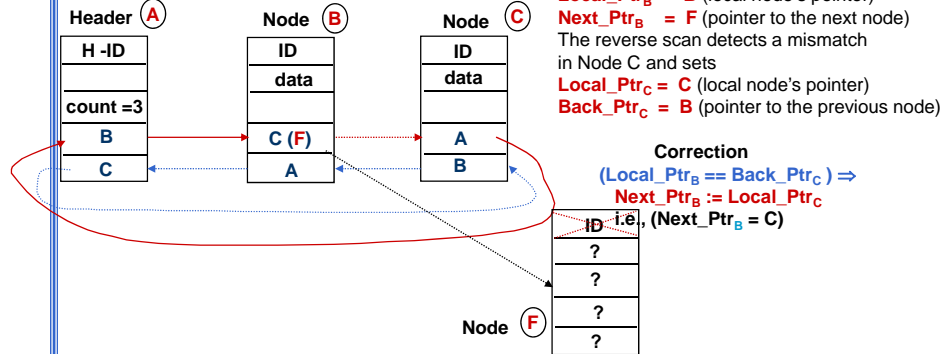 Header A
H -ID
count =3
B
C
Node B
ID
data
C (F)
A
Node C
ID
data
A
B
Next_Ptr_B = F (pointer to the next node)
The reverse scan detects a mismatch
in Node C and sets
Local_Ptr_C = C (local node's pointer)
Back_Ptr_C = B (pointer to the previous node)
Correction
(Local_Ptr_B == Back_Ptr_C ) ⇒
Next_Ptr_B := Local_Ptr_C
i.e., (Next_Ptr_B = C)
Node F
ID
?
?
?
?